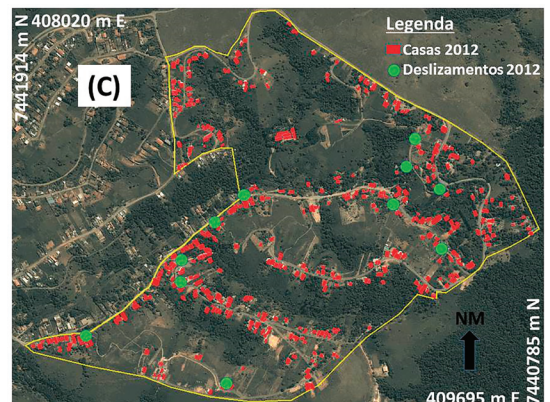 408020 m E
7441914 m N
Legenda
(C)
Casas 2012
Deslizamentos 2012
NM
7440785 m N
409695 m E